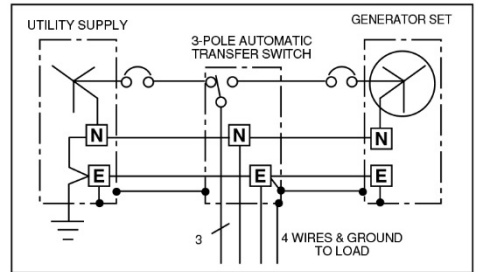 UTILITY SUPPLY
GENERATOR SET
3-POLE AUTOMATIC
TRANSFER SWITCH
N
N
N
E
E
E
3
4 WIRES & GROUND
TO LOAD